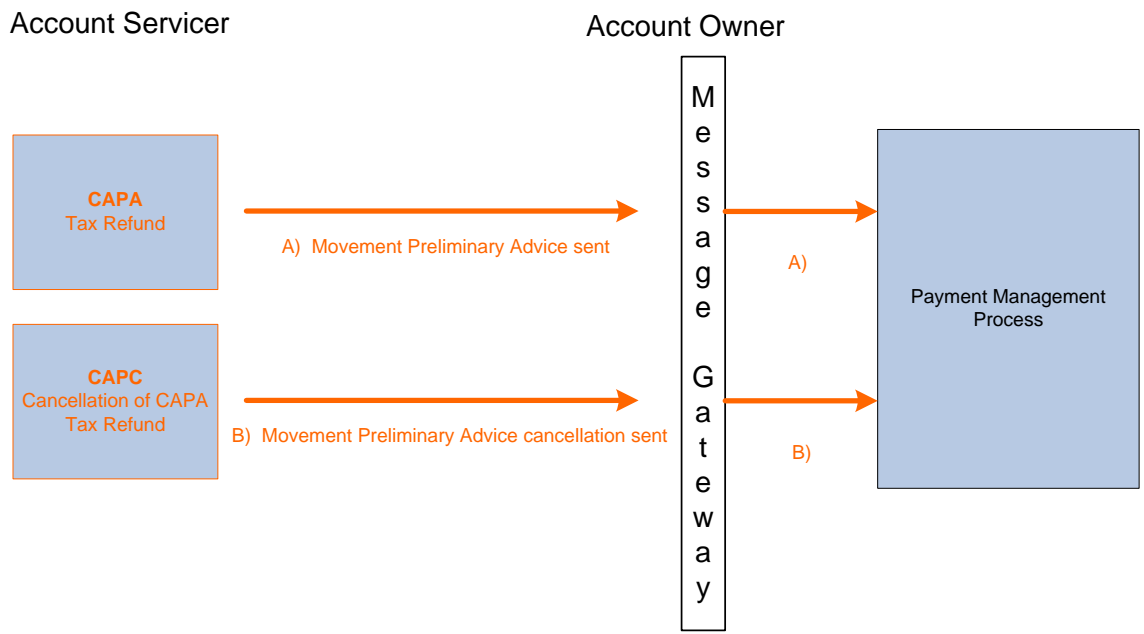 Account Servicer
Account Owner
CAPA
Tax Refund
A) Movement Preliminary Advice sent
CAPC
Cancellation of CAPA
Tax Refund
B) Movement Preliminary Advice cancellation sent
Message Gateway
A)
B)
Payment Management
Process